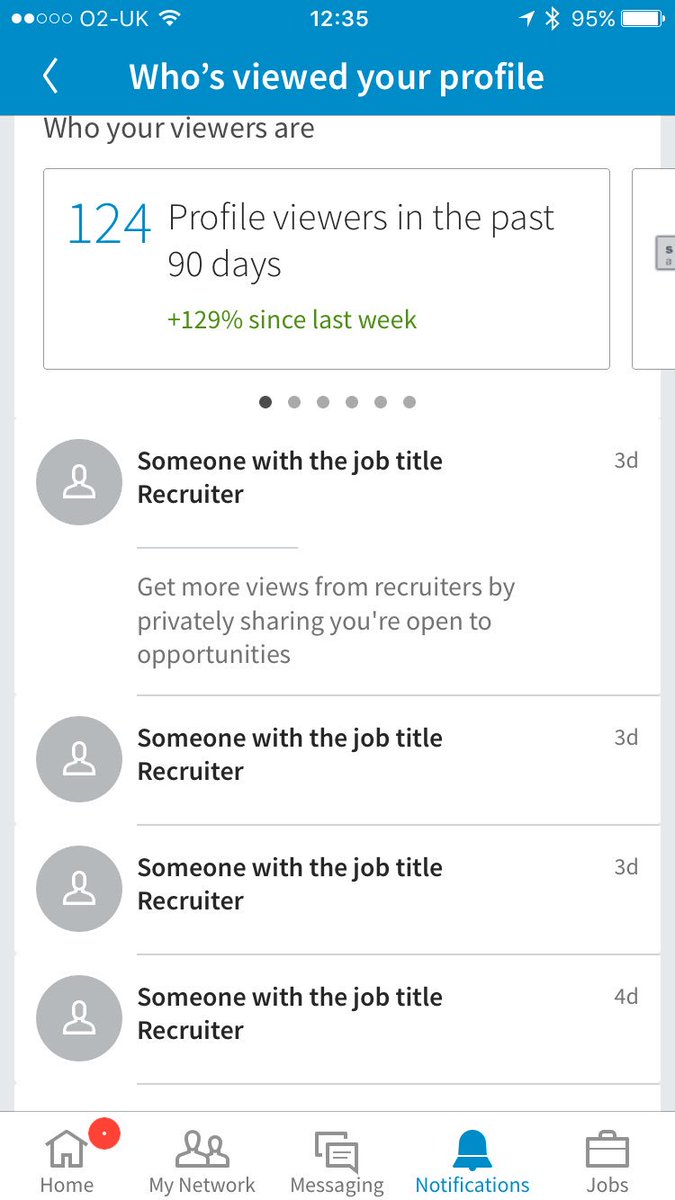 O2-UK 12:35 95%
Who’s viewed your profile
Who your viewers are
124 Profile viewers in the past
90 days
+129% since last week
s
a
Someone with the job title 3d
Recruiter
Get more views from recruiters by
privately sharing you're open to
opportunities
Someone with the job title 3d
Recruiter
Someone with the job title 3d
Recruiter
Someone with the job title 4d
Recruiter
Home My Network Messaging Notifications Jobs